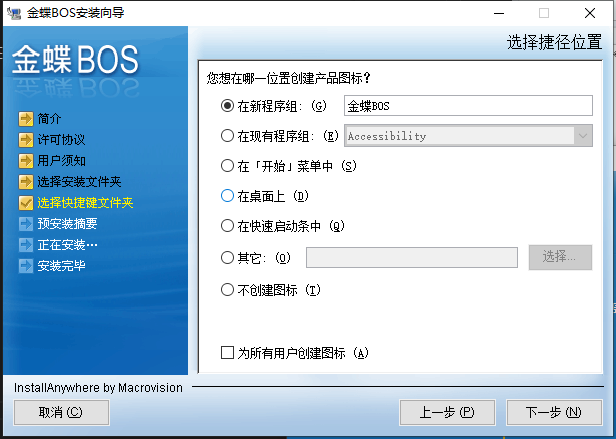 金蝶BOS安装向导
选择捷径位置
金蝶BOS
您想在哪一位置创建产品图标?
在新程序组: (G) 金蝶BOS
在现有程序组: (E) Accessibility
在「开始」菜单中 (S)
在桌面上 (D)
在快速启动条中 (Q)
其它: (O) 选择...
不创建图标 (I)
为所有用户创建图标 (A)
简介
许可协议
用户须知
选择安装文件夹
选择快捷键文件夹
预安装摘要
正在安装…
安装完毕
InstallAnywhere by Macrovision
取消 (C) 上一步 (P) 下一步 (N)